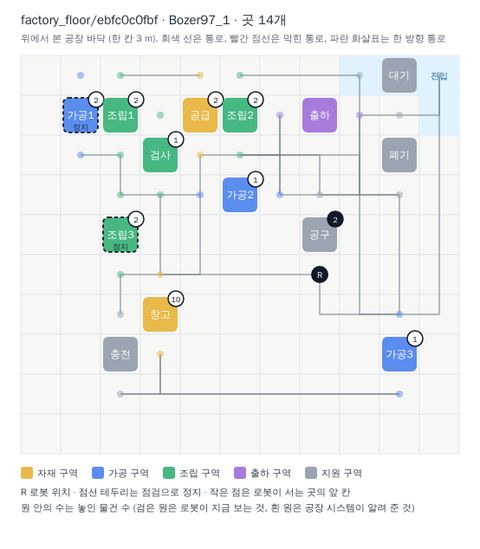 factory_floor/ebfc0c0fbf · Bozer97_1 · 곳 14개
위에서 본 공장 바닥 (한 칸 3 m). 회색 선은 통로, 빨간 점선은 막힌 통로, 파란 화살표는 한 방향 통로
대기
진입
가공1
정지
2
조립1
2
공급
2
조립2
2
출하
검사
1
폐기
가공2
1
조립3
정지
2
공구
2
R
창고
10
충전
가공3
1
자재 구역
가공 구역
조립 구역
출하 구역
지원 구역
R 로봇 위치 · 점선 테두리는 점검으로 정지 · 작은 점은 로봇이 서는 곳의 앞 칸
원 안의 수는 놓인 물건 수 (검은 원은 로봇이 지금 보는 것, 흰 원은 공장 시스템이 알려 준 것)